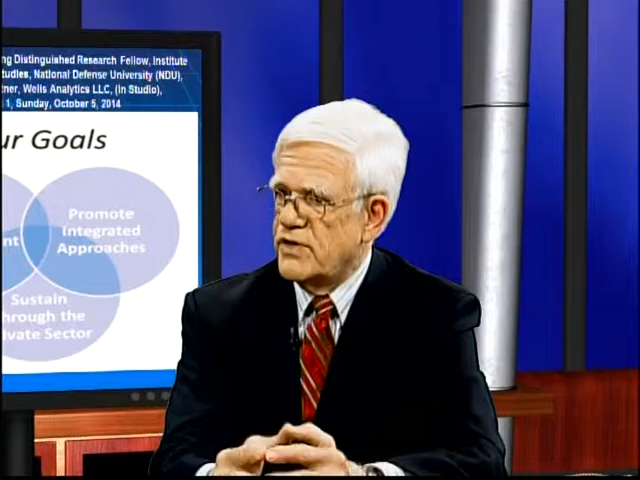 ng Distinguished Research Fellow, Institute
tudies, National Defense University (NDU),
tner, Wells Analytics LLC, (In Studio),
1, Sunday, October 5, 2014
ur Goals
Promote
Integrated
Approaches
nt
Sustain
hrough the
ivate Sector